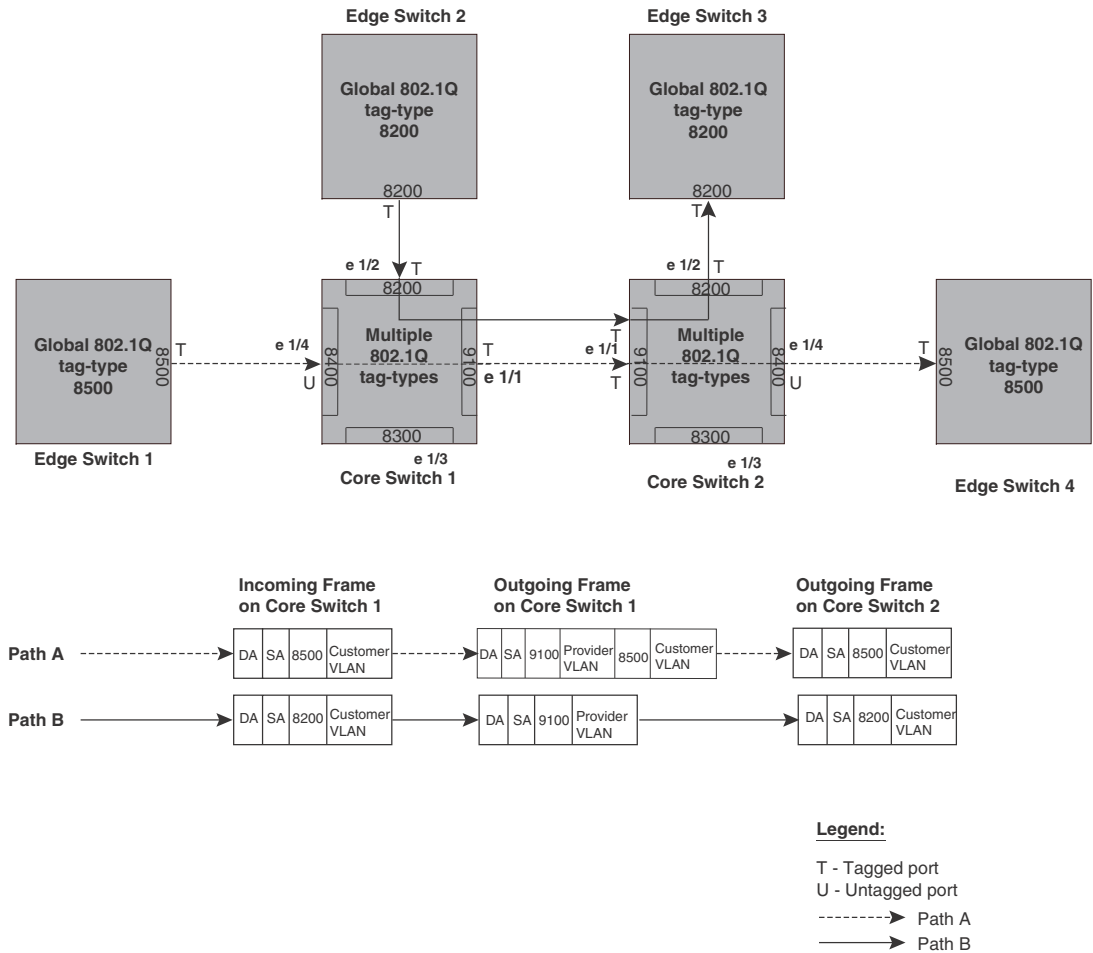 Edge Switch 2
Edge Switch 3
Global 802.1Q
tag-type
8200
8200
T
Global 802.1Q
tag-type
8200
8200
T
e 1/2
T
e 1/2
T
8200
8200
Global 802.1Q
tag-type
8500
8500
T
e 1/4
U
8400
Multiple
802.1Q
tag-types
9100
T
e 1/1
8300
e 1/3
T
e 1/1
T
9100
Multiple
802.1Q
tag-types
8400
e 1/4
U
8300
e 1/3
T
8500
Global 802.1Q
tag-type
8500
Edge Switch 1
Core Switch 1
Core Switch 2
Edge Switch 4
Incoming Frame
on Core Switch 1
Outgoing Frame
on Core Switch 1
Outgoing Frame
on Core Switch 2
Path A
DA SA 8500 Customer
VLAN
DA SA 9100 Provider
VLAN
8500 Customer
VLAN
DA SA 8500 Customer
VLAN
Path B
DA SA 8200 Customer
VLAN
DA SA 9100 Provider
VLAN
DA SA 8200 Customer
VLAN
Legend:
T - Tagged port
U - Untagged port
Path A
Path B